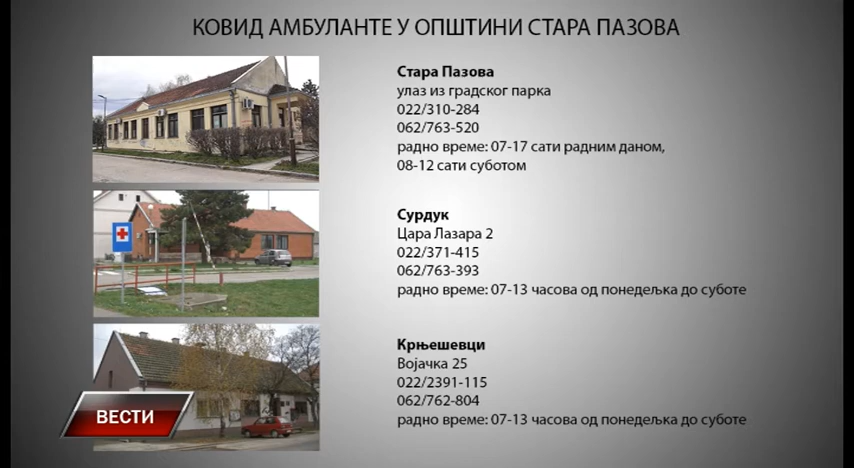 КОВИД АМБУЛАНТЕ У ОПШТИНИ СТАРА ПАЗОВА
Стара Пазова
улаз из градског парка
022/310-284
062/763-520
радно време: 07-17 сати радним даном,
08-12 сати суботом
Сурдук
Цара Лазара 2
022/371-415
062/763-393
радно време: 07-13 часова од понедељка до суботе
Крњешевци
Војачка 25
022/2391-115
062/762-804
радно време: 07-13 часова од понедељка до суботе
ВЕСТИ